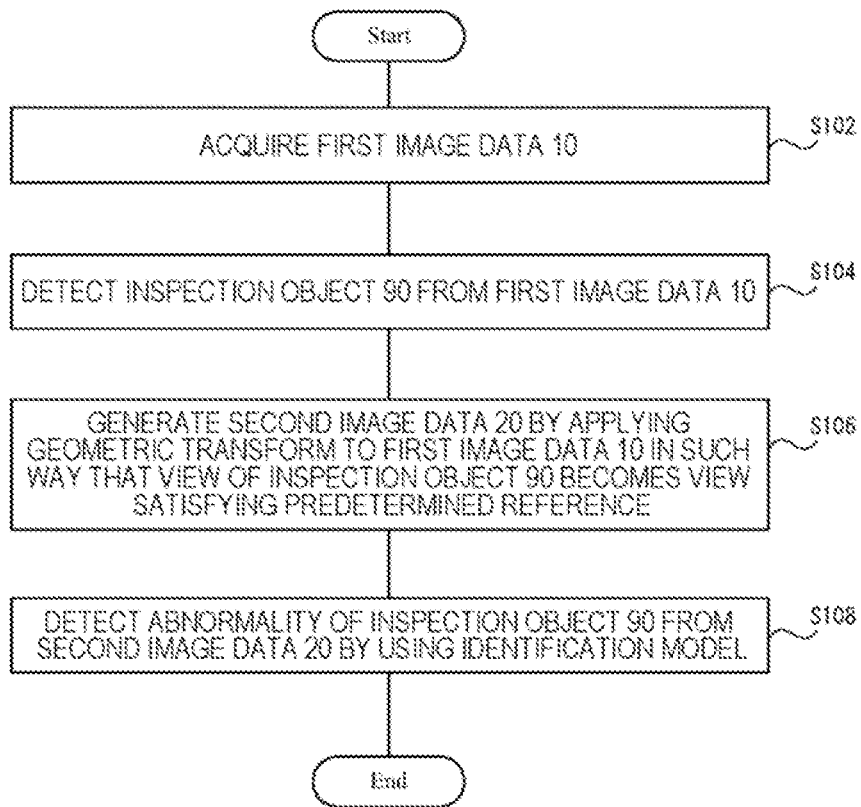 Start
ACQUIRE FIRST IMAGE DATA 10
S102
DETECT INSPECTION OBJECT 90 FROM FIRST IMAGE DATA 10
S104
GENERATE SECOND IMAGE DATA 20 BY APPLYING
GEOMETRIC TRANSFORM TO FIRST IMAGE DATA 10 IN SUCH
WAY THAT VIEW OF INSPECTION OBJECT 90 BECOMES VIEW
SATISFYING PREDETERMINED REFERENCE
S106
DETECT ABNORMALITY OF INSPECTION OBJECT 90 FROM
SECOND IMAGE DATA 20 BY USING IDENTIFICATION MODEL
S108
End